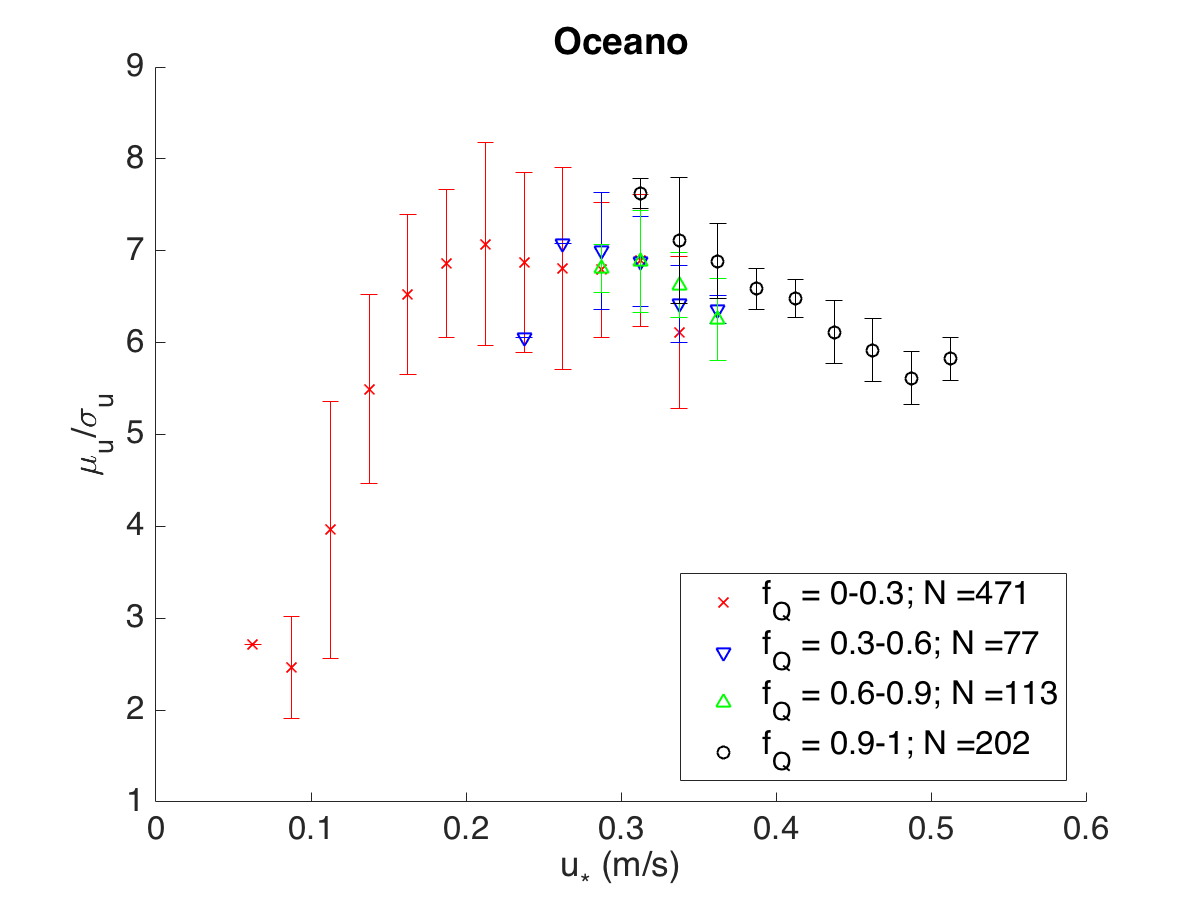 Oceano
9
8
7
6
5
4
3
2
1
μu/σu
fQ = 0-0.3; N =471
fQ = 0.3-0.6; N =77
fQ = 0.6-0.9; N =113
fQ = 0.9-1; N =202
0 0.1 0.2 0.3 0.4 0.5 0.6
u* (m/s)